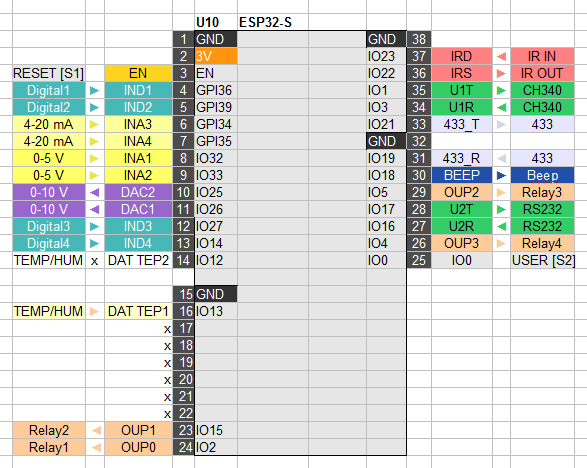 U10 ESP32-S
1 GND GND 38
2 3V IO23 37 IRD IR IN
RESET [S1] EN 3 EN IO22 36 IRS IR OUT
Digital1 IND1 4 GPI36 IO1 35 U1T CH340
Digital2 IND2 5 GPI39 IO3 34 U1R CH340
4-20 mA INA3 6 GPI34 IO21 33 433_T 433
4-20 mA INA4 7 GPI35 GND 32
0-5 V INA1 8 IO32 IO19 31 433_R 433
0-5 V INA2 9 IO33 IO18 30 BEEP Beep
0-10 V DAC2 10 IO25 IO5 29 OUP2 Relay3
0-10 V DAC1 11 IO26 IO17 28 U2T RS232
Digital3 IND3 12 IO27 IO16 27 U2R RS232
Digital4 IND4 13 IO14 IO4 26 OUP3 Relay4
TEMP/HUM x DAT TEP2 14 IO12 IO0 25 IO0 USER [S2]
15 GND
TEMP/HUM DAT TEP1 16 IO13
x 17
x 18
x 19
x 20
x 21
x 22
Relay2 OUP1 23 IO15
Relay1 OUP0 24 IO2